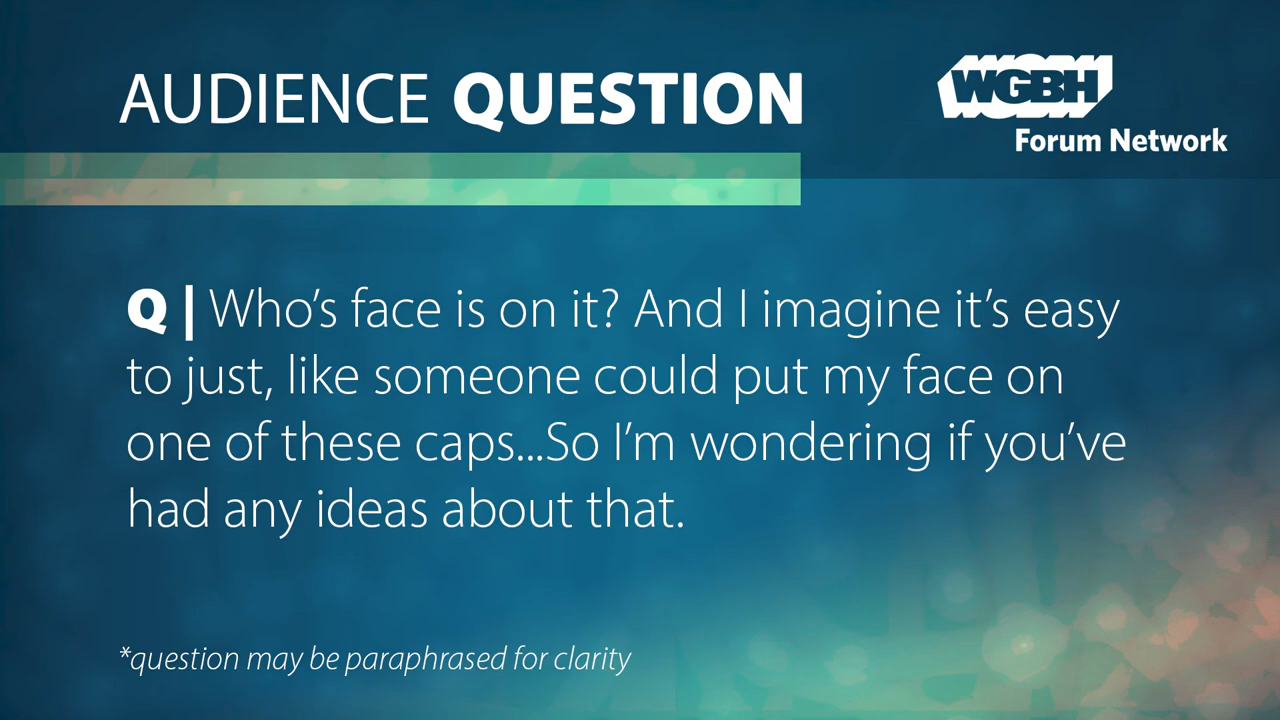 AUDIENCE QUESTION
WGBH
Forum Network
Q | Who's face is on it? And I imagine it's easy
to just, like someone could put my face on
one of these caps...So I'm wondering if you've
had any ideas about that.
*question may be paraphrased for clarity